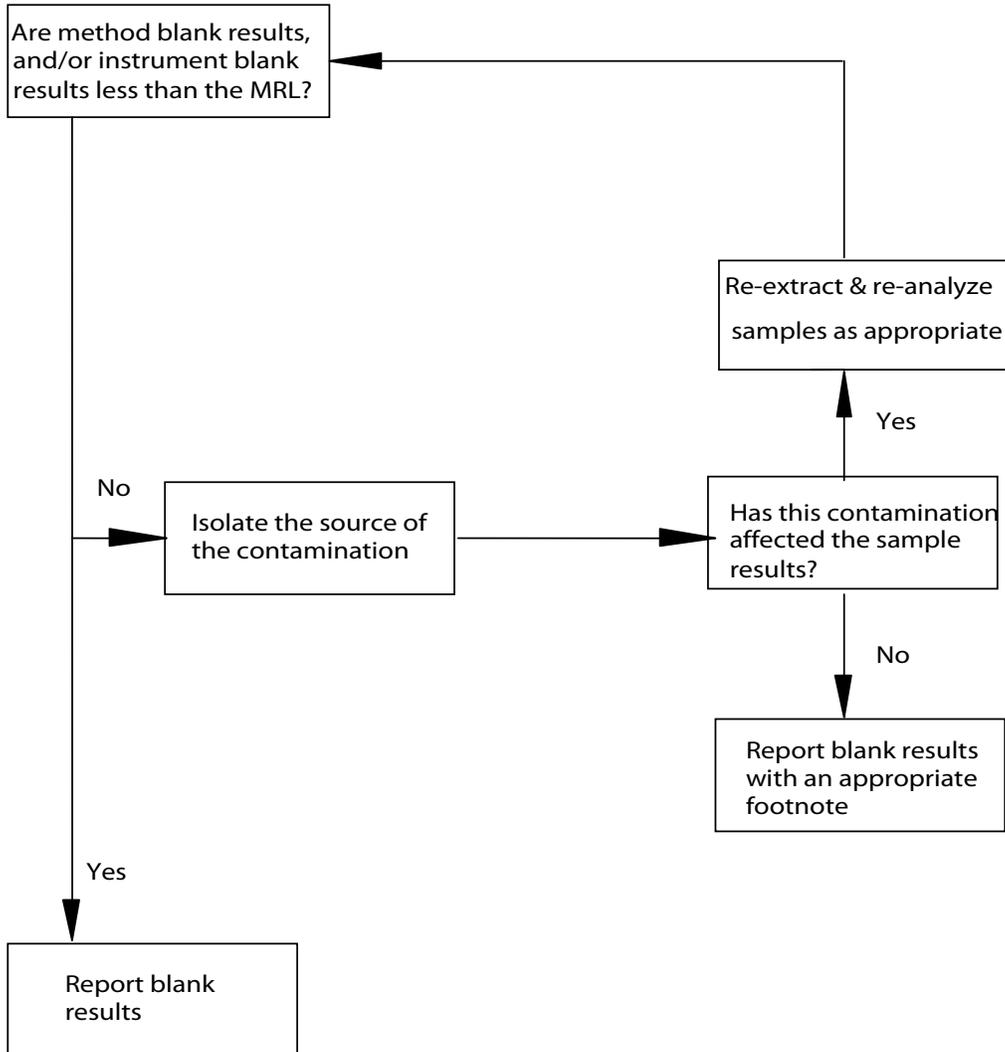 Are method blank results,
and/or instrument blank
results less than the MRL?
Re-extract & re-analyze
samples as appropriate
Yes
No
Isolate the source of
the contamination
Has this contamination
affected the sample
results?
No
Report blank results
with an appropriate
footnote
Yes
Report blank
results